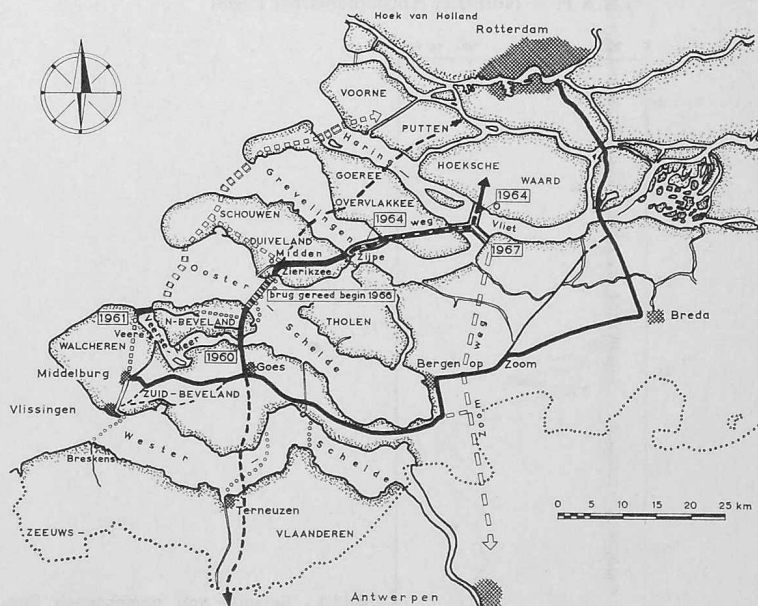 Hoek van Holland
Rotterdam
VOORNE
PUTTEN
Haring-
HOEKSCHE
WAARD
GOEREE
OVERVLAKKEE
Grevelingen
1964
1964
weg
Vliet
SCHOUWEN
DUIVELAND
Midden
Zijpe
1967
Zierikzee
Ooster
brug gereed begin 1966
1961
N-BEVELAND
Veere
Veerse-Meer
Schelde
THOLEN
weg
Breda
WALCHEREN
1960
Goes
Bergen op Zoom
Middelburg
ZUID-BEVELAND
Vlissingen
Zoom
Wester
Schelde
Breskens
Terneuzen
0 5 10 15 20 25 km
ZEEUWS-
VLAANDEREN
Antwerpen